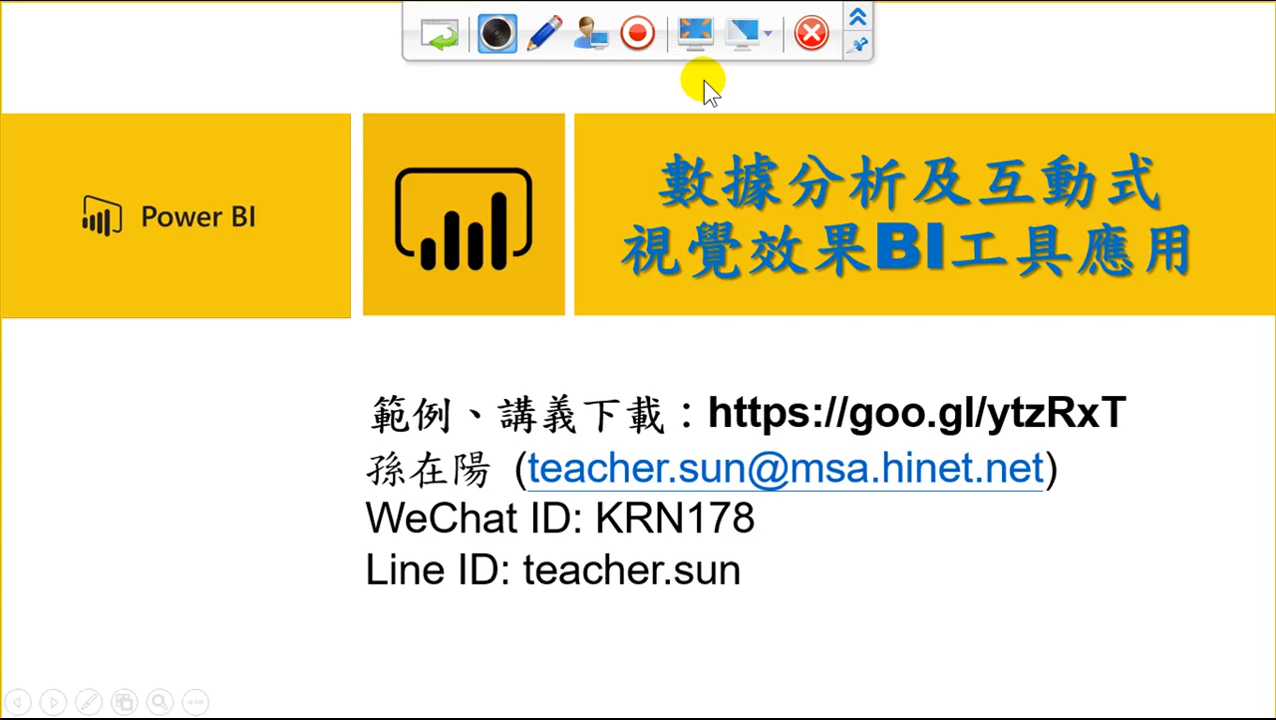 Power BI
數據分析及互動式
視覺效果BI工具應用
範例、講義下載：https://goo.gl/ytzRxT
孫在陽 (teacher.sun@msa.hinet.net)
WeChat ID: KRN178
Line ID: teacher.sun